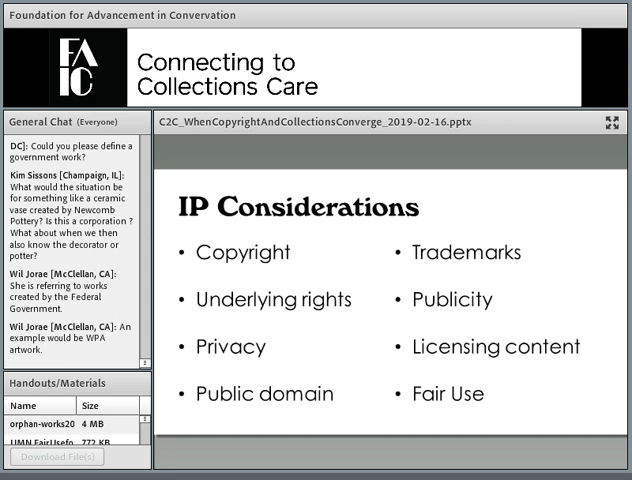 Foundation for Advancement in Convervation
FA
IC
Connecting to
Collections Care
General Chat (Everyone)
DC]: Could you please define a
government work?
Kim Sissons [Champaign, IL]:
What would the situation be
for something like a ceramic
vase created by Newcomb
Pottery? Is this a corporation ?
What about when we then
also know the decorator or
potter?
Wil Jorae [McClellan, CA]:
She is referring to works
created by the Federal
Government.
Wil Jorae [McClellan, CA]: An
example would be WPA
artwork.
Handouts/Materials
Name Size
orphan-works20 4 MB
UMN FairUsefo 772 KB
Download File(s)
C2C_WhenCopyrightAndCollectionsConverge_2019-02-16.pptx
IP Considerations
• Copyright
• Underlying rights
• Privacy
• Public domain
• Trademarks
• Publicity
• Licensing content
• Fair Use